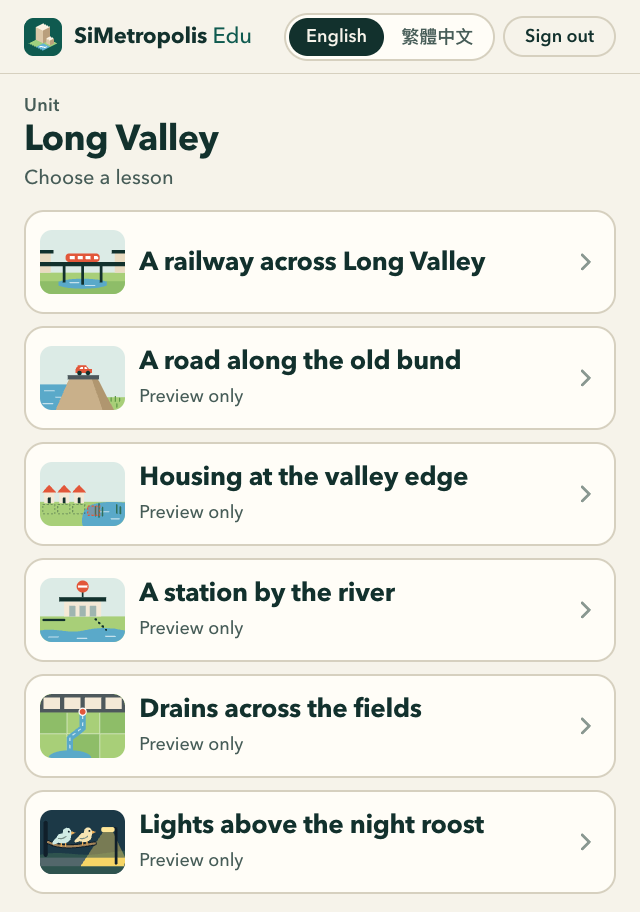 SiMetropolis Edu
English
繁體中文
Sign out
Unit
Long Valley
Choose a lesson
A railway across Long Valley
A road along the old bund
Preview only
Housing at the valley edge
Preview only
A station by the river
Preview only
Drains across the fields
Preview only
Lights above the night roost
Preview only